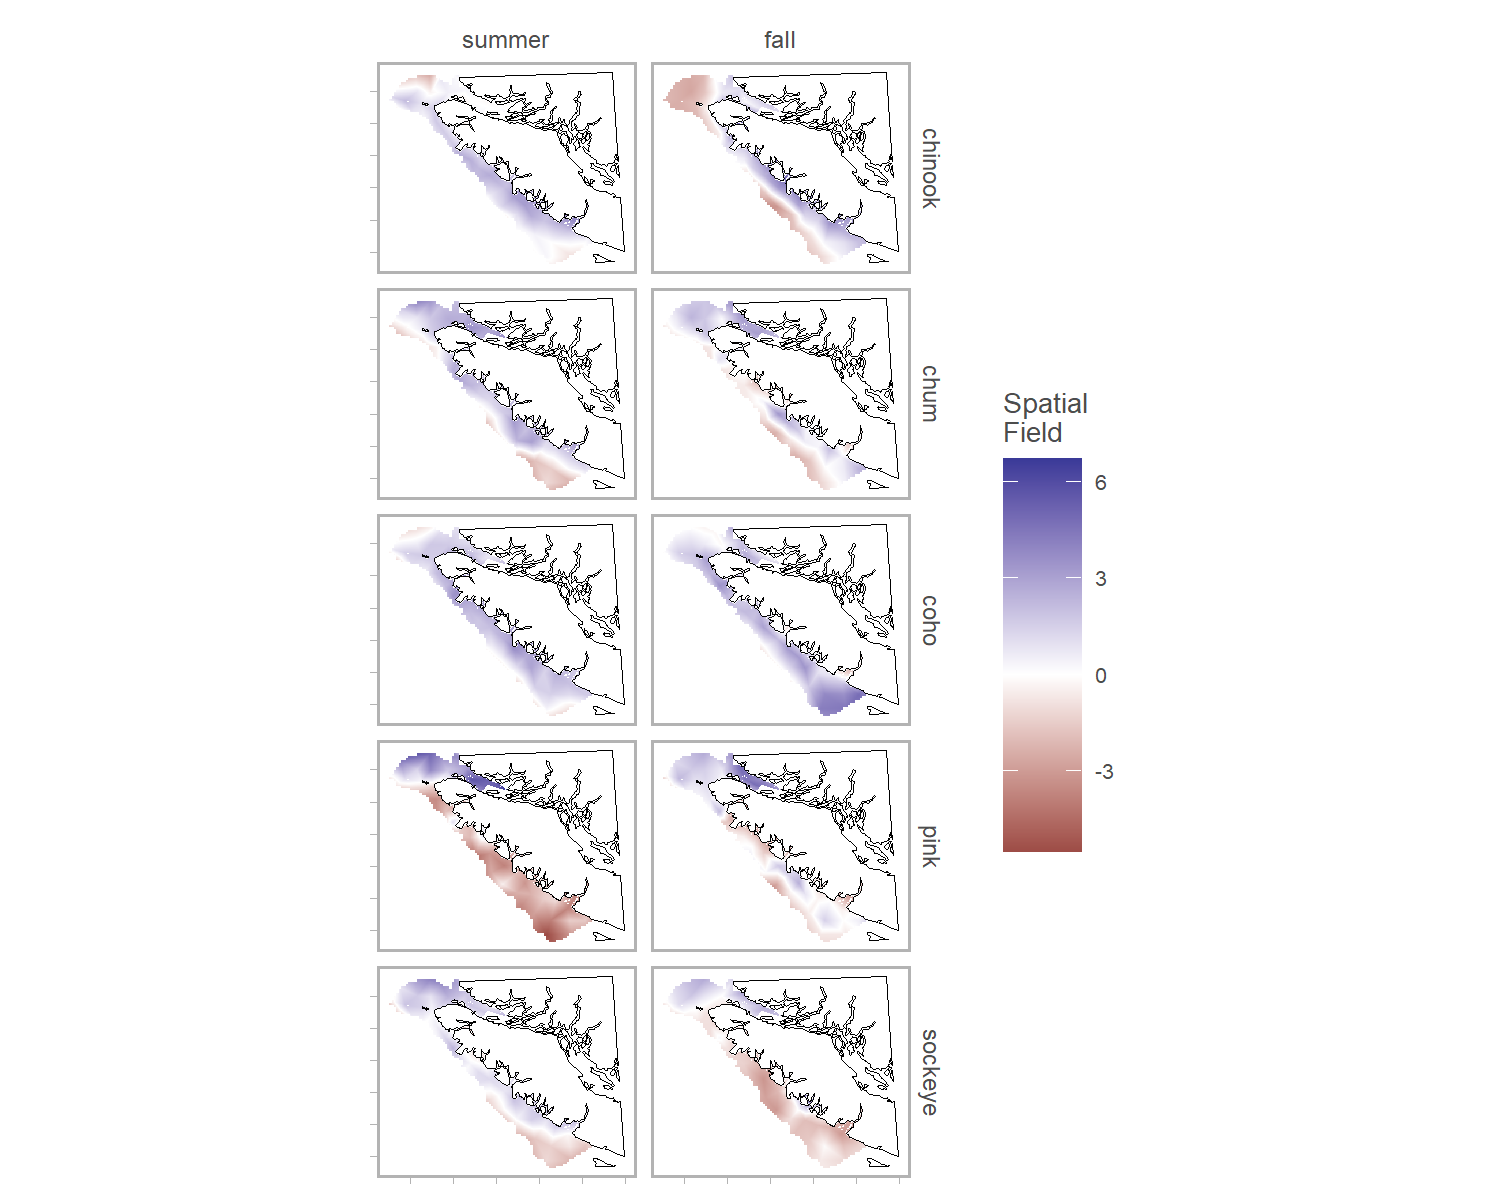 summer
fall
chinook
chum
coho
pink
sockeye
Spatial
Field
6
3
0
-3